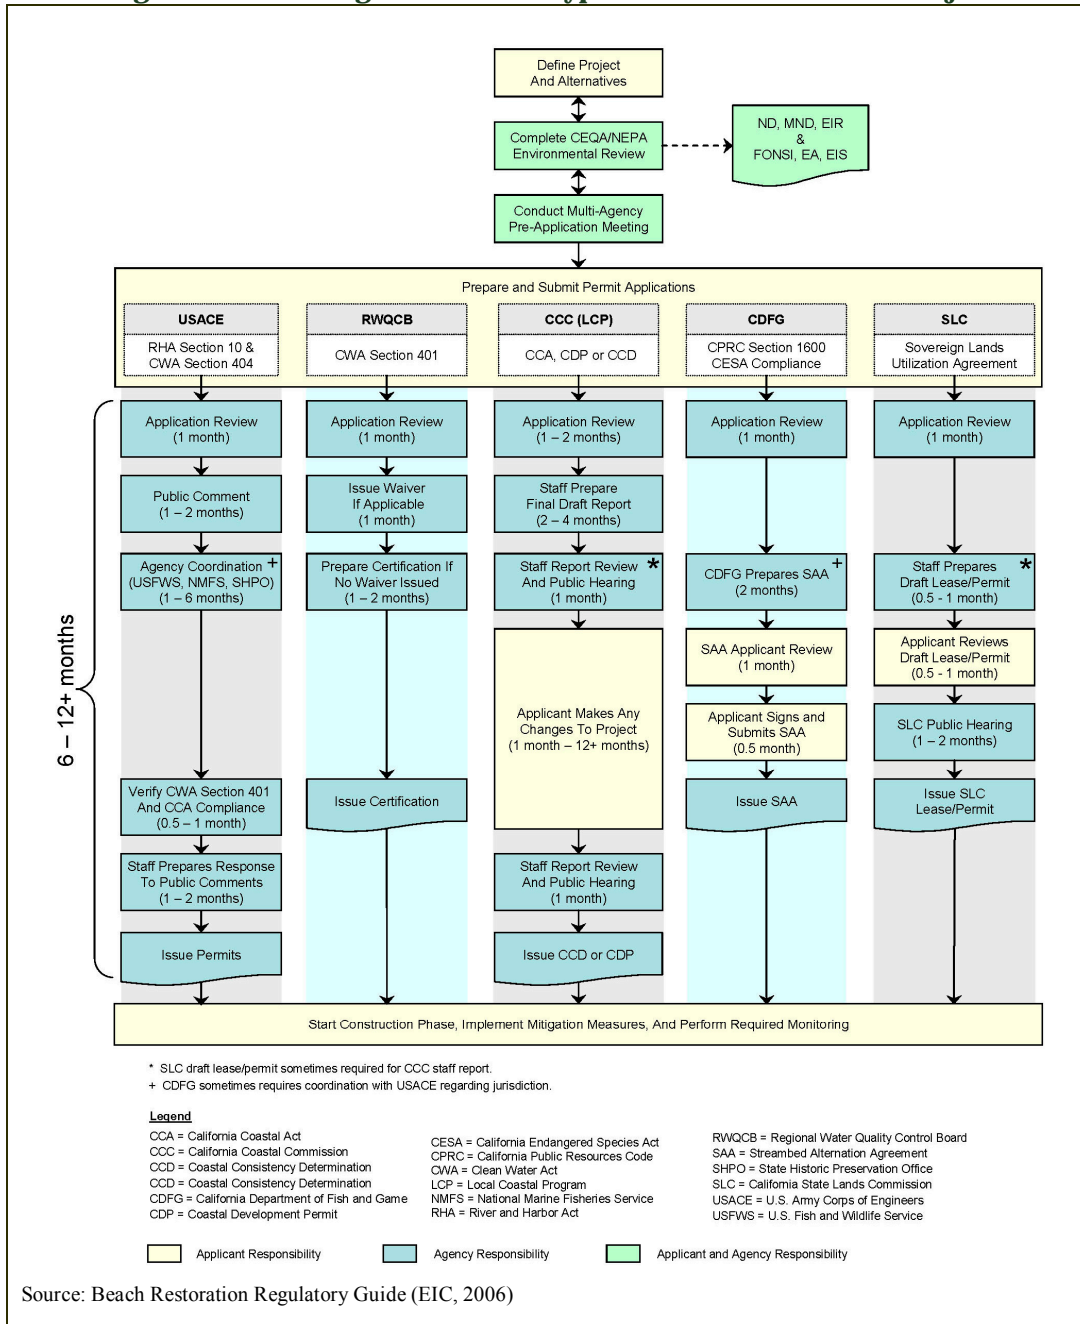 Define Project
And Alternatives
Complete CEQA/NEPA
Environmental Review
ND, MND, EIR
&
FONSI, EA, EIS
Conduct Multi-Agency
Pre-Application Meeting
Prepare and Submit Permit Applications
USACE
RHA Section 10 &
CWA Section 404
RWQCB
CWA Section 401
CCC (LCP)
CCA, CDP or CCD
CDFG
CPRC Section 1600
CESA Compliance
SLC
Sovereign Lands
Utilization Agreement
6 – 12+ months
Application Review
(1 month)
Public Comment
(1 – 2 months)
Agency Coordination +
(USFWS, NMFS, SHPO)
(1 – 6 months)
Verify CWA Section 401
And CCA Compliance
(0.5 – 1 month)
Staff Prepares Response
To Public Comments
(1 – 2 months)
Issue Permits
Application Review
(1 month)
Issue Waiver
If Applicable
(1 month)
Prepare Certification If
No Waiver Issued
(1 – 2 months)
Issue Certification
Application Review
(1 – 2 months)
Staff Prepare
Final Draft Report
(2 – 4 months)
Staff Report Review *
And Public Hearing
(1 month)
Applicant Makes Any
Changes To Project
(1 month – 12+ months)
Staff Report Review
And Public Hearing
(1 month)
Issue CCD or CDP
Application Review
(1 month)
CDFG Prepares SAA +
(2 months)
SAA Applicant Review
(1 month)
Applicant Signs and
Submits SAA
(0.5 month)
Issue SAA
Application Review
(1 month)
Staff Prepares *
Draft Lease/Permit
(0.5 - 1 month)
Applicant Reviews
Draft Lease/Permit
(0.5 - 1 month)
SLC Public Hearing
(1 – 2 months)
Issue SLC
Lease/Permit
Start Construction Phase, Implement Mitigation Measures, And Perform Required Monitoring
* SLC draft lease/permit sometimes required for CCC staff report.
+ CDFG sometimes requires coordination with USACE regarding jurisdiction.
Legend
CCA = California Coastal Act
CCC = California Coastal Commission
CCD = Coastal Consistency Determination
CCD = Coastal Consistency Determination
CDFG = California Department of Fish and Game
CDP = Coastal Development Permit
CESA = California Endangered Species Act
CPRC = California Public Resources Code
CWA = Clean Water Act
LCP = Local Coastal Program
NMFS = National Marine Fisheries Service
RHA = River and Harbor Act
RWQCB = Regional Water Quality Control Board
SAA = Streambed Alternation Agreement
SHPO = State Historic Preservation Office
SLC = California State Lands Commission
USACE = U.S. Army Corps of Engineers
USFWS = U.S. Fish and Wildlife Service
Applicant Responsibility
Agency Responsibility
Applicant and Agency Responsibility
Source: Beach Restoration Regulatory Guide (EIC, 2006)